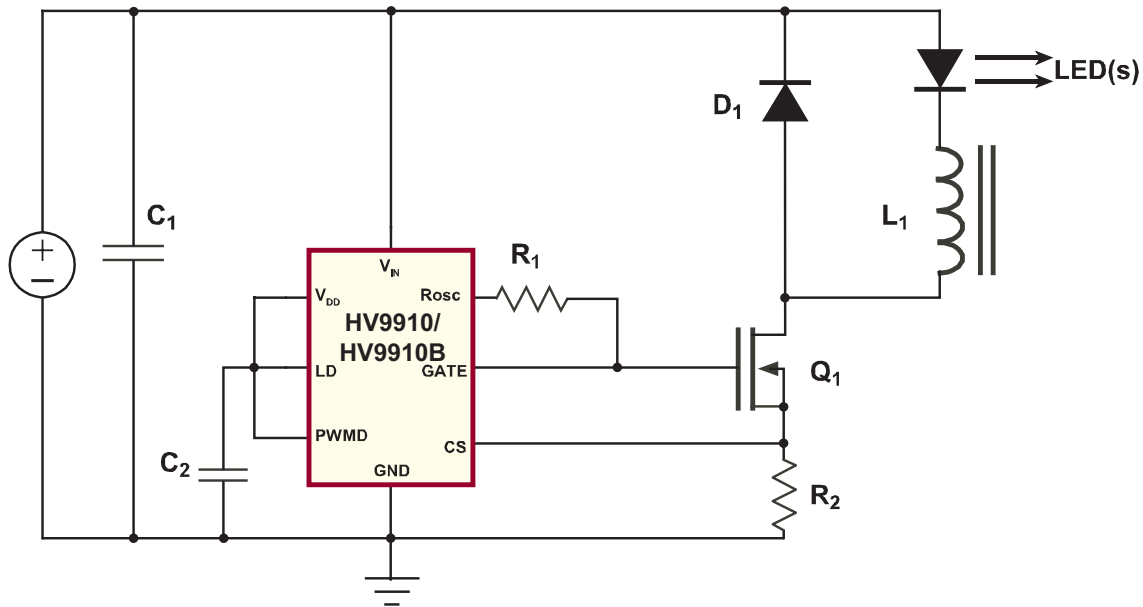 LED(s)
D1
C1
L1
VIN
R1
VDD
Rosc
HV9910/
HV9910B
LD
GATE
Q1
PWMD
CS
C2
GND
R2
+
−